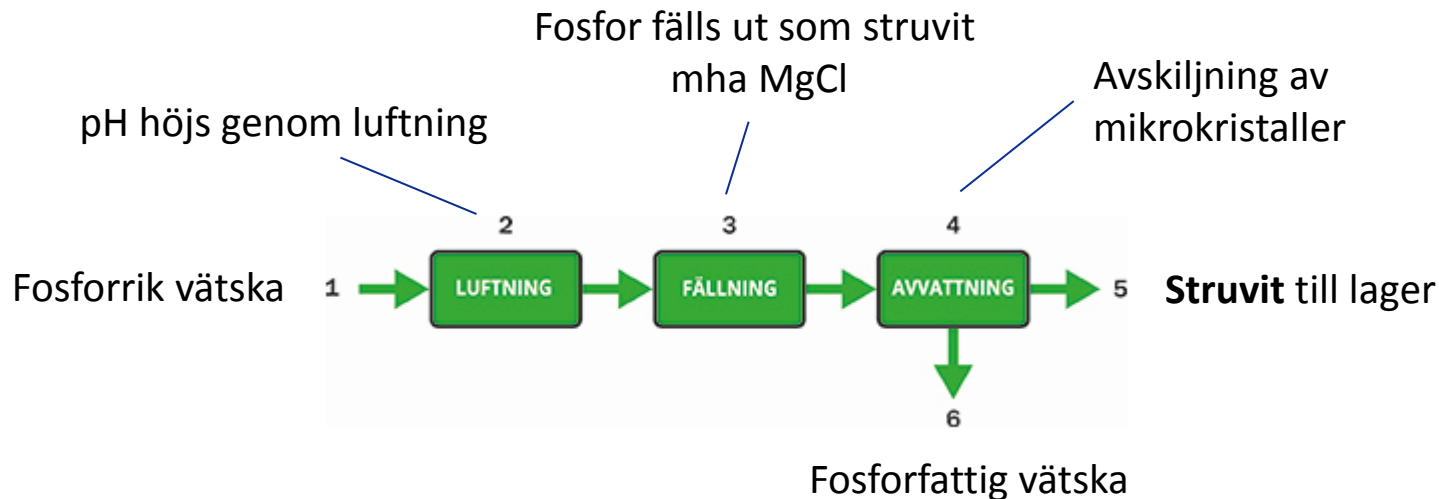 Fosfor fälls ut som struvit
mha MgCl
Avskiljning av
mikrokristaller
pH höjs genom luftning
2
3
4
Fosforrik vätska
1
LUFTNING
FÄLLNING
AVVATTNING
5
Struvit till lager
6
Fosforfattig vätska